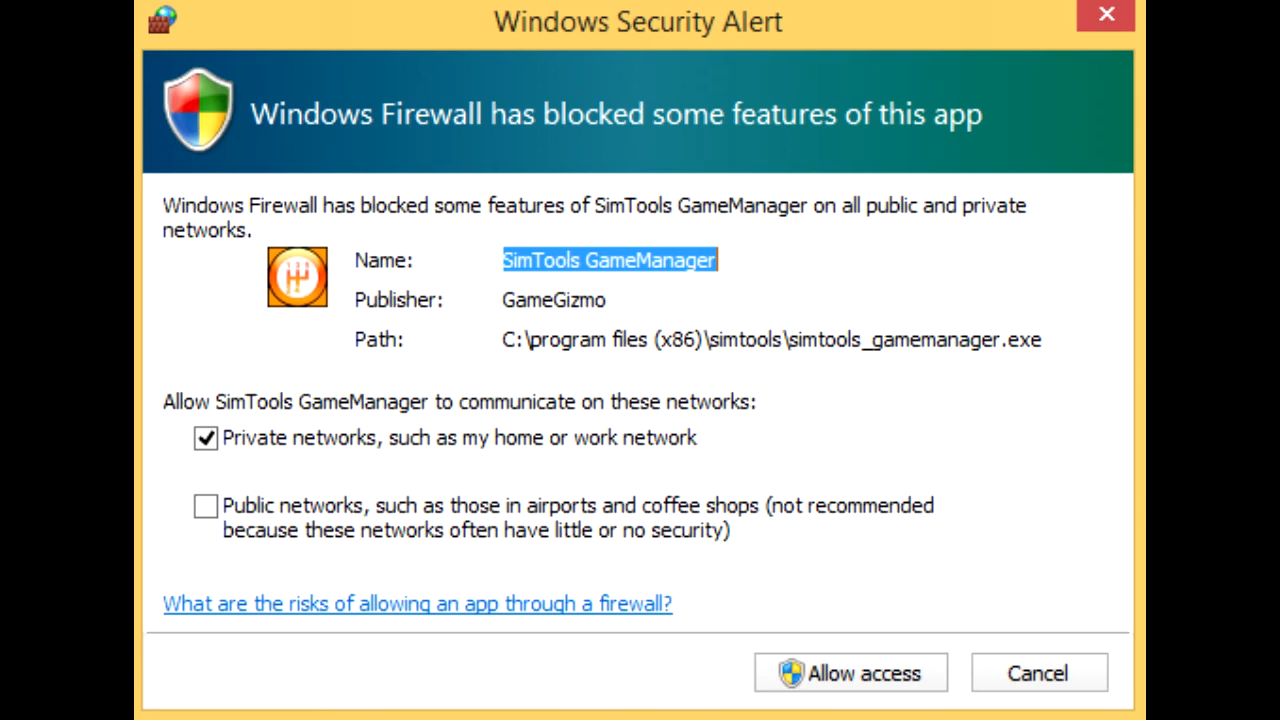 Windows Security Alert
Windows Firewall has blocked some features of this app
Windows Firewall has blocked some features of SimTools GameManager on all public and private
networks.
Name: SimTools GameManager
Publisher: GameGizmo
Path: C:\program files (x86)\simtools\simtools_gamemanager.exe
Allow SimTools GameManager to communicate on these networks:
Private networks, such as my home or work network
Public networks, such as those in airports and coffee shops (not recommended
because these networks often have little or no security)
What are the risks of allowing an app through a firewall?
Allow access Cancel